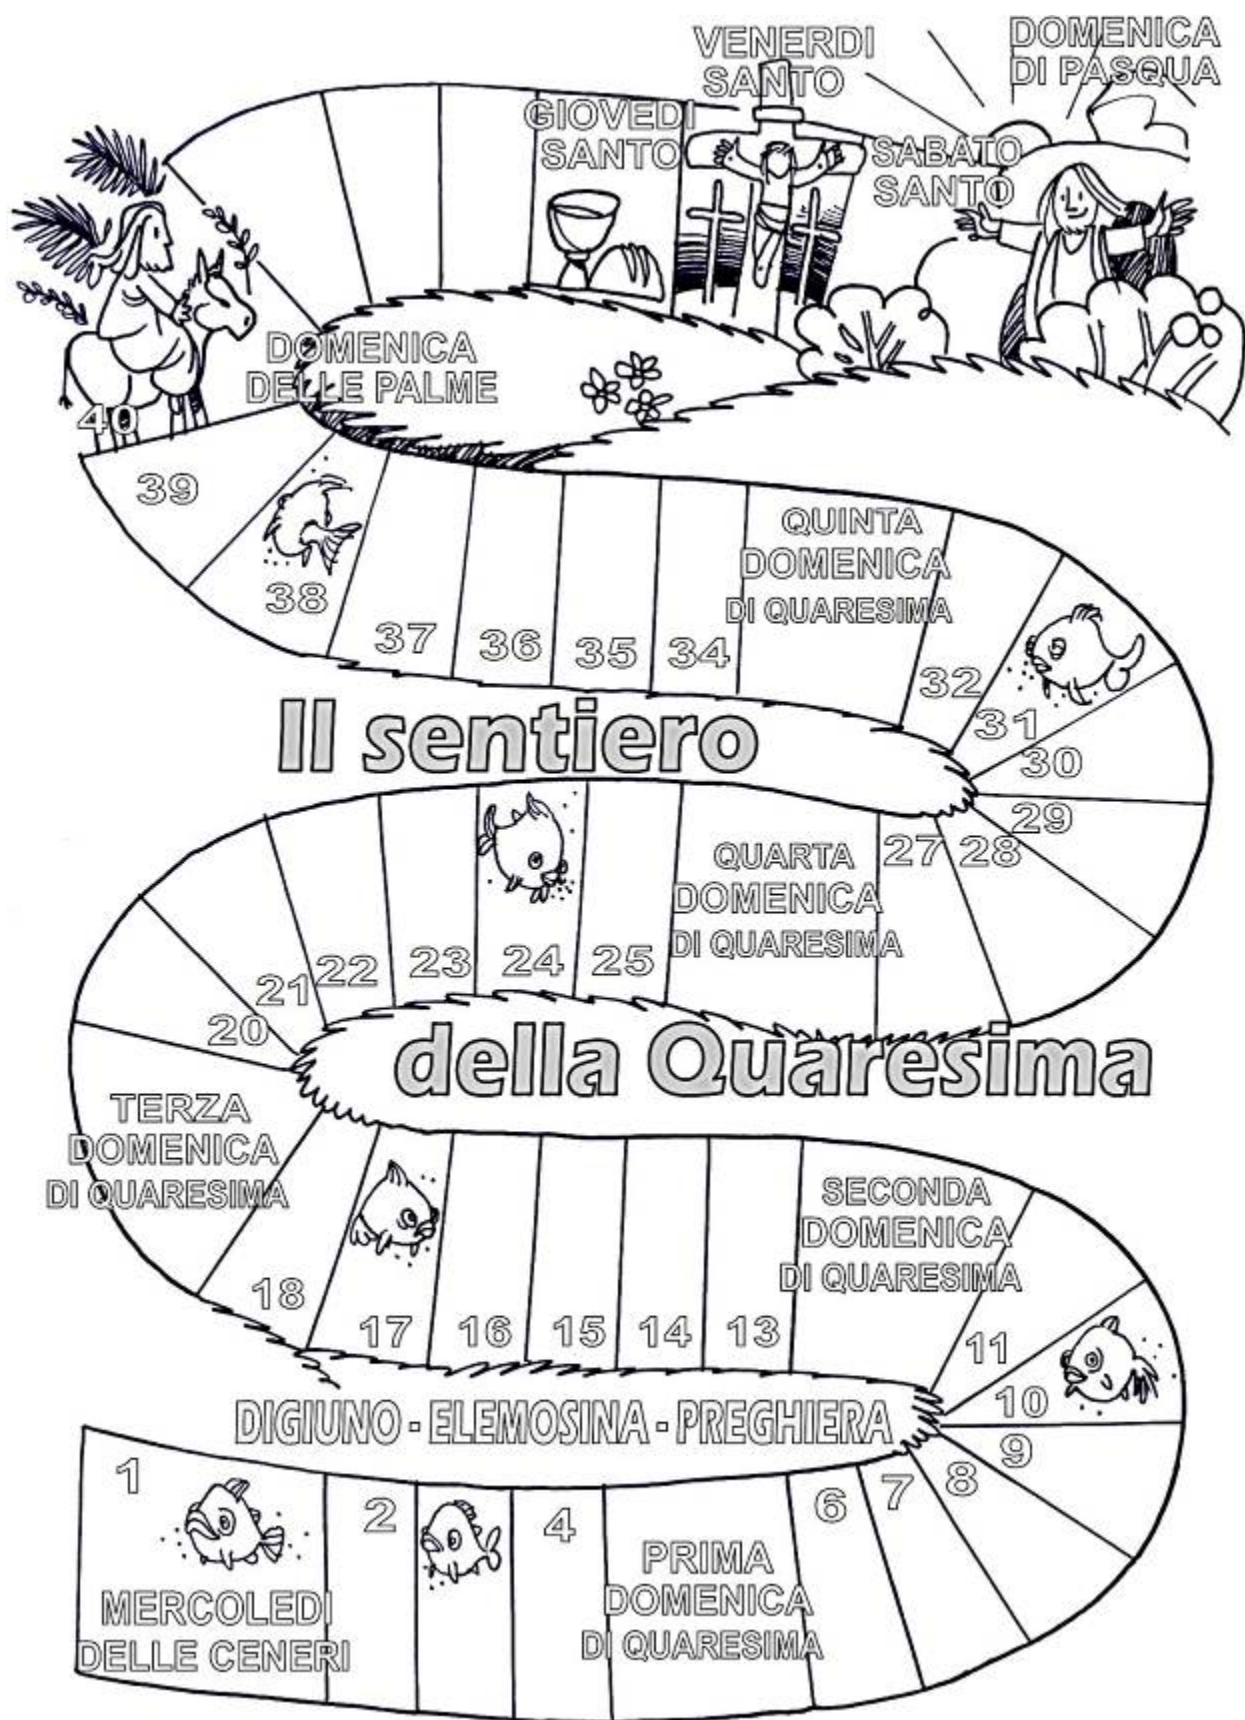 VENERDI
SANTO
DOMENICA
DI PASQUA
GIOVEDI
SANTO
SABATO
SANTO
DOMENICA
DELLE PALME
40
39
38
37
36
35
34
QUINTA
DOMENICA
DI QUARESIMA
32
31
30
29
28
27
Il sentiero
QUARTA
DOMENICA
DI QUARESIMA
25
24
23
22
21
20
della Quaresima
TERZA
DOMENICA
DI QUARESIMA
18
17
16
15
14
13
SECONDA
DOMENICA
DI QUARESIMA
11
10
9
8
7
6
DIGIUNO - ELEMOSINA - PREGHIERA
1
MERCOLEDI
DELLE CENERI
2
4
PRIMA
DOMENICA
DI QUARESIMA